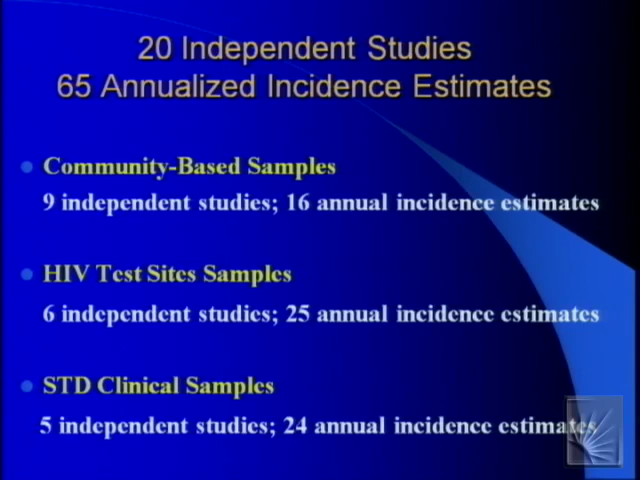 20 Independent Studies
65 Annualized Incidence Estimates
Community-Based Samples
9 independent studies; 16 annual incidence estimates
HIV Test Sites Samples
6 independent studies; 25 annual incidence estimates
STD Clinical Samples
5 independent studies; 24 annual incidence estimates